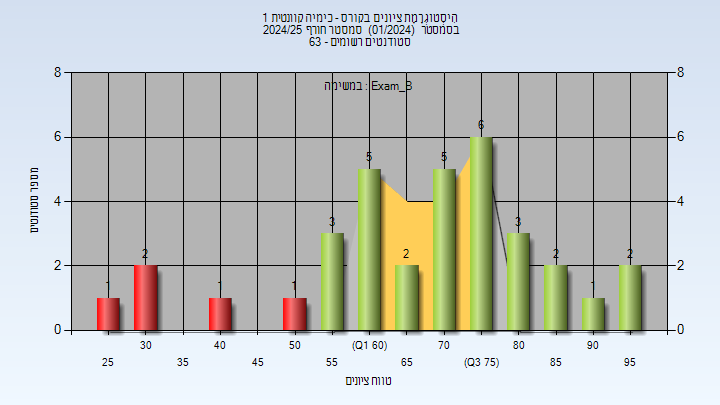 היסטוגרמת ציונים בקורס - כימיה קוונטית 1
בסמסטר (01/2024) סמסטר חורף 2024/25
סטודנטים רשומים - 63
במשימה : Exam_B
8 8
6 6
4 4
2 2
0 0
1 2 1 1 3 5 2 5 6 3 2 1 2
מספר סטודנטים
30 40 50 (Q1 60) 70 80 90
25 35 45 55 65 (Q3 75) 85 95
טווח ציונים